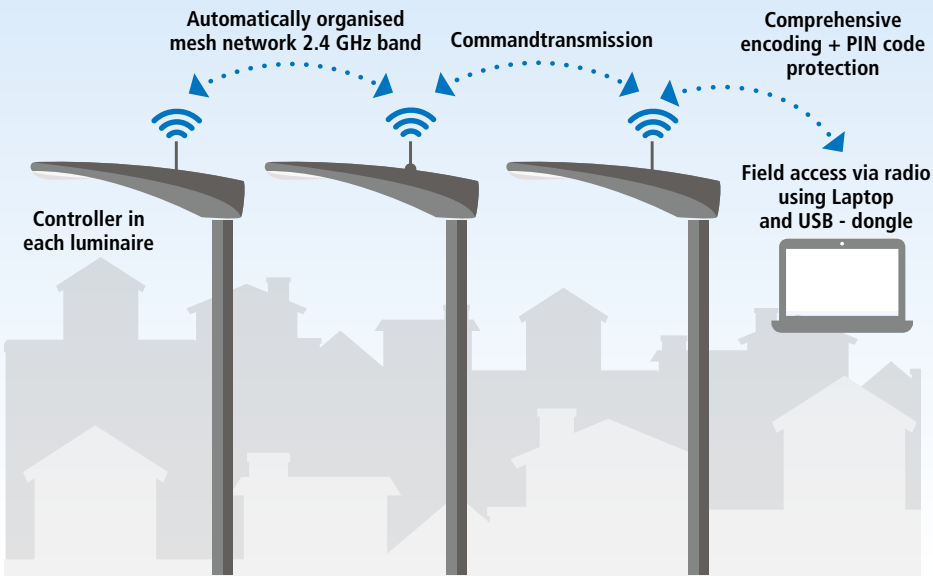 Automatically organised
mesh network 2.4 GHz band
Commandtransmission
Comprehensive
encoding + PIN code
protection
Controller in
each luminaire
Field access via radio
using Laptop
and USB - dongle